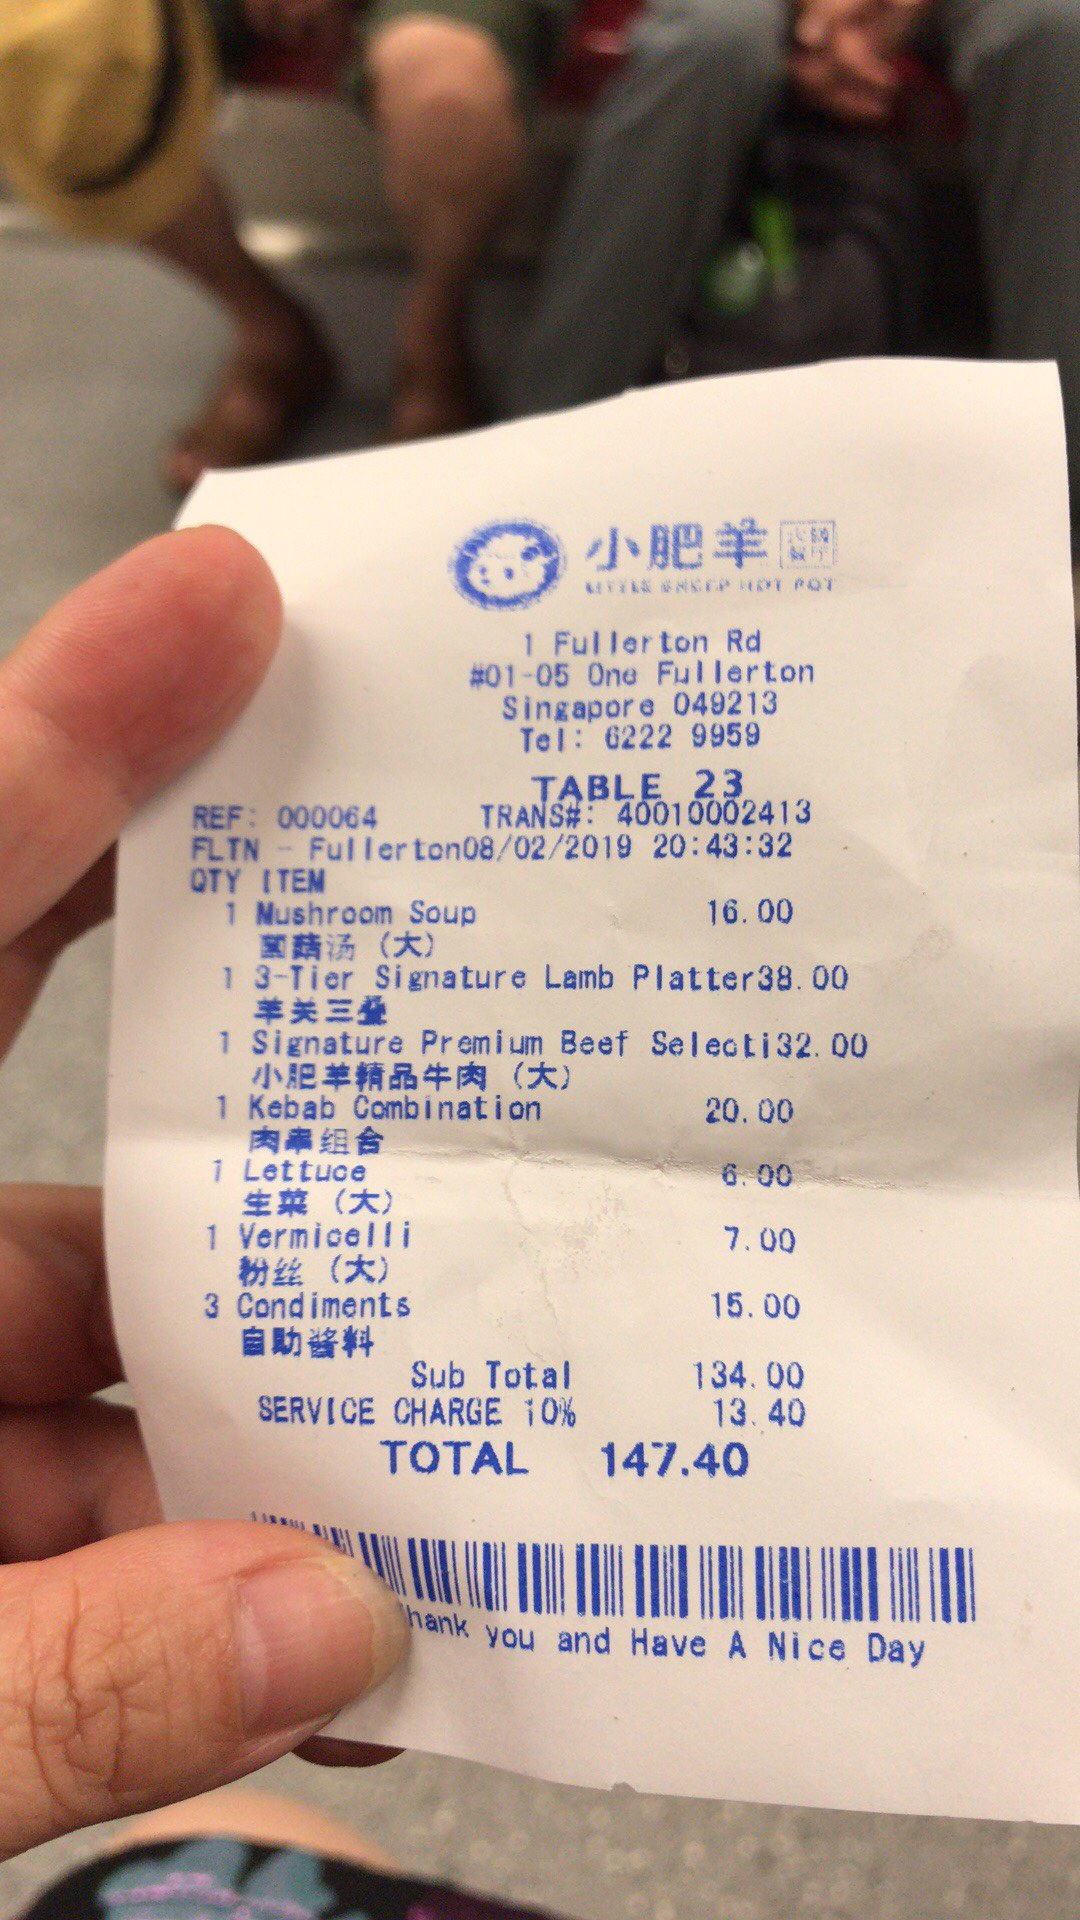 小肥羊
LITTLE SHEEP HOT POT
1 Fullerton Rd
#01-05 One Fullerton
Singapore 049213
Tel: 6222 9959
TABLE 23
REF: 000064 TRANS#: 40010002413
FLTN - Fullerton08/02/2019 20:43:32
QTY ITEM
1 Mushroom Soup 16.00
菌菇汤 (大)
1 3-Tier Signature Lamb Platter38.00
羊关三叠
1 Signature Premium Beef Selecti32.00
小肥羊精品牛肉 (大)
1 Kebab Combination 20.00
肉串组合
1 Lettuce 6.00
生菜 (大)
1 Vermicelli 7.00
粉丝 (大)
3 Condiments 15.00
自助酱料
Sub Total 134.00
SERVICE CHARGE 10% 13.40
TOTAL 147.40
hank you and Have A Nice Day